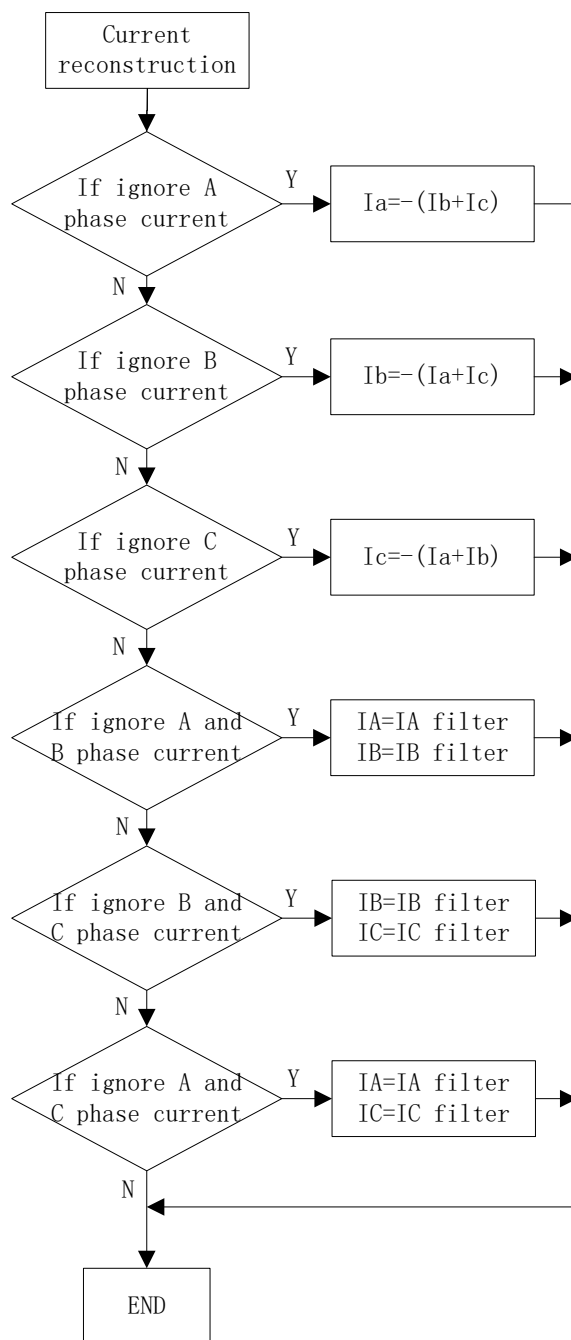 Current
reconstruction
If ignore A
phase current
Y
Ia=-(Ib+Ic)
N
If ignore B
phase current
Y
Ib=-(Ia+Ic)
N
If ignore C
phase current
Y
Ic=-(Ia+Ib)
N
If ignore A and
B phase current
Y
IA=IA filter
IB=IB filter
N
If ignore B and
C phase current
Y
IB=IB filter
IC=IC filter
N
If ignore A and
C phase current
Y
IA=IA filter
IC=IC filter
N
END